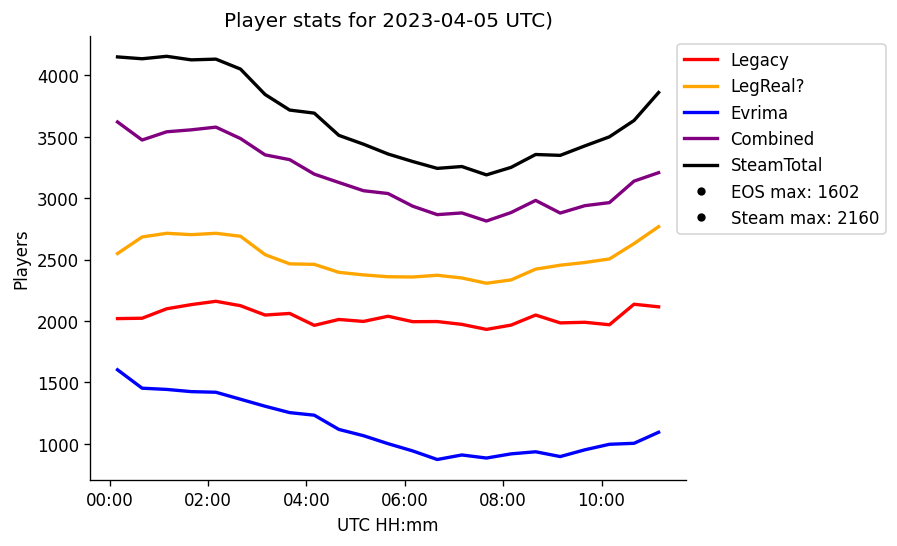 Player stats for 2023-04-05 UTC)
Players
4000
3500
3000
2500
2000
1500
1000
00:00 02:00 04:00 06:00 08:00 10:00
UTC HH:mm
Legacy
LegReal?
Evrima
Combined
SteamTotal
EOS max: 1602
Steam max: 2160